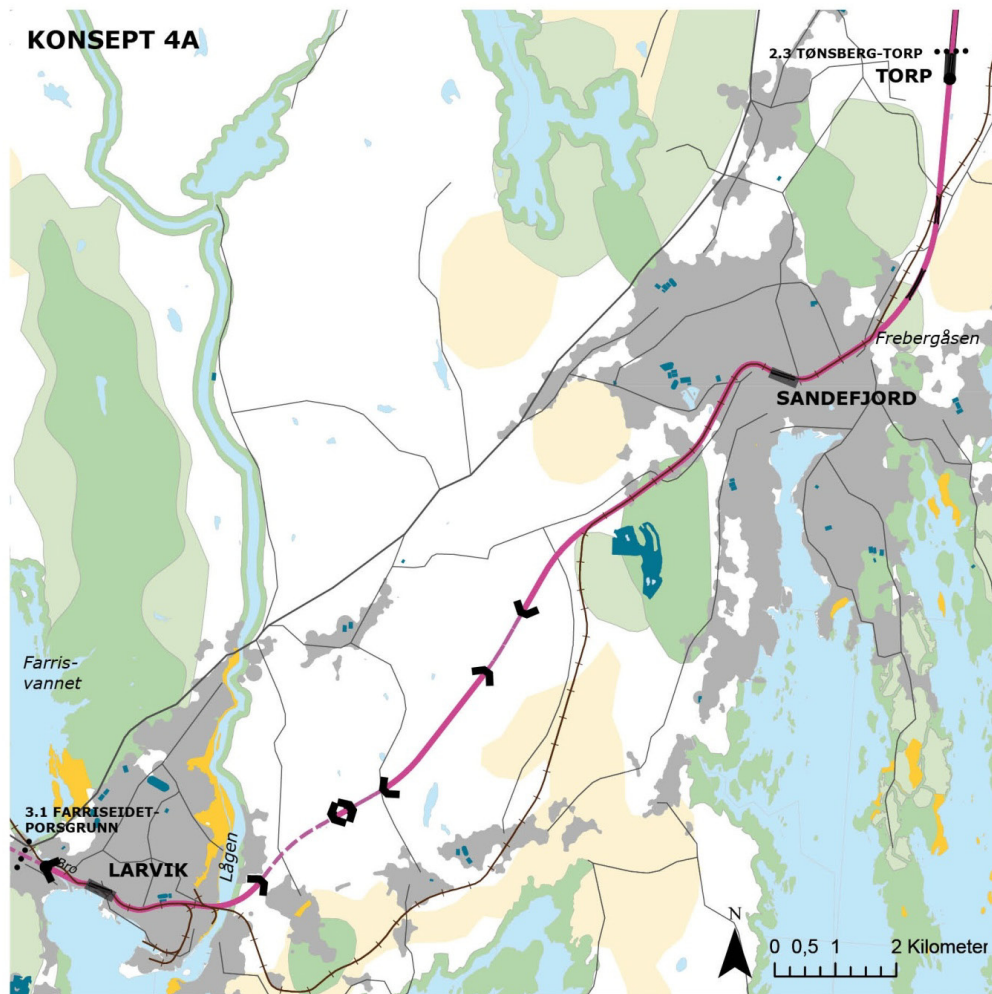 KONSEPT 4A
2.3 TØNSBERG-TORP
TORP
Frebergåsen
SANDEFJORD
Farris-
vannet
3.1 FARRISEIDET-
PORSGRUNN
Bro
LARVIK
Lågen
N
0 0,5 1 2 Kilometer